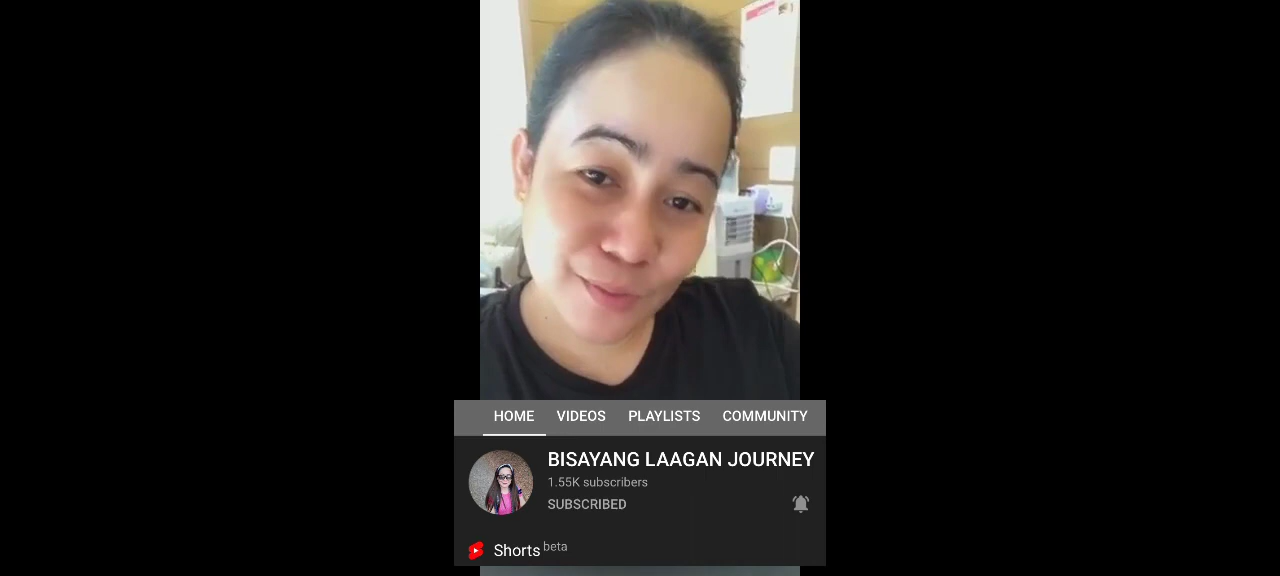 HOME VIDEOS PLAYLISTS COMMUNITY
BISAYANG LAAGAN JOURNEY
1.55K subscribers
SUBSCRIBED
Shorts beta